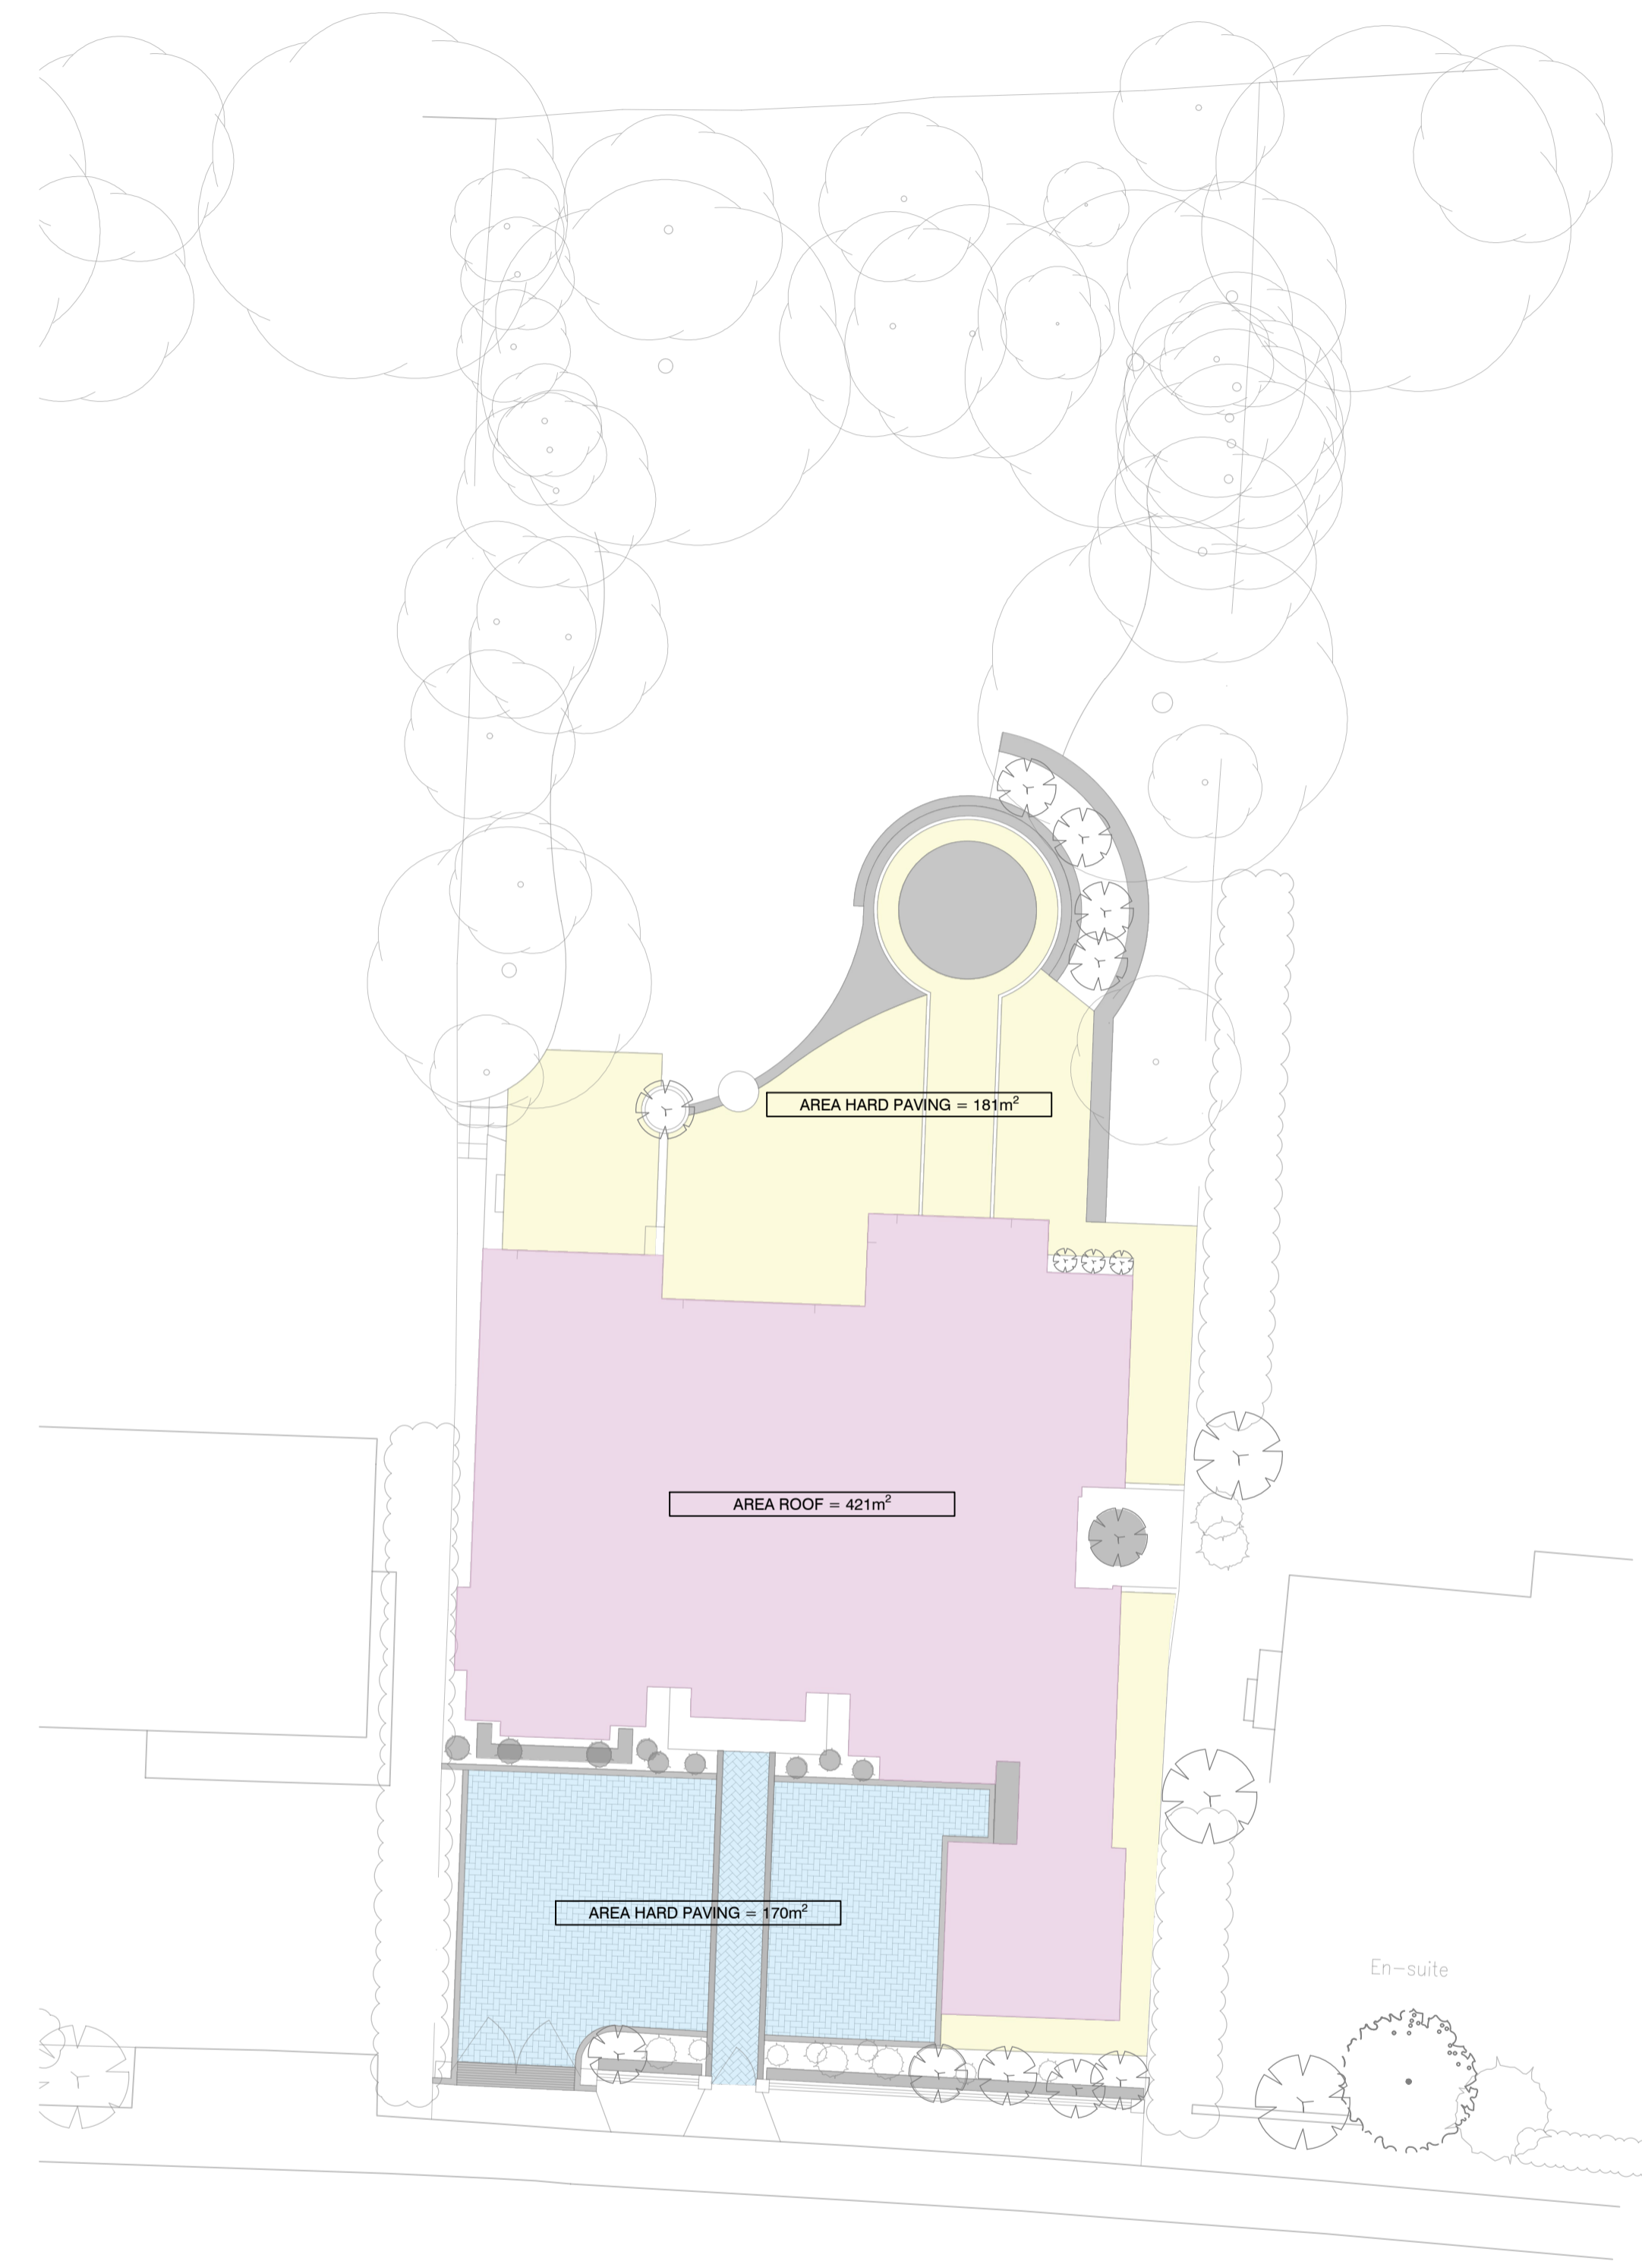 AREA HARD PAVING = 181m²
AREA ROOF = 421m²
AREA HARD PAVING = 170m²
En-suite